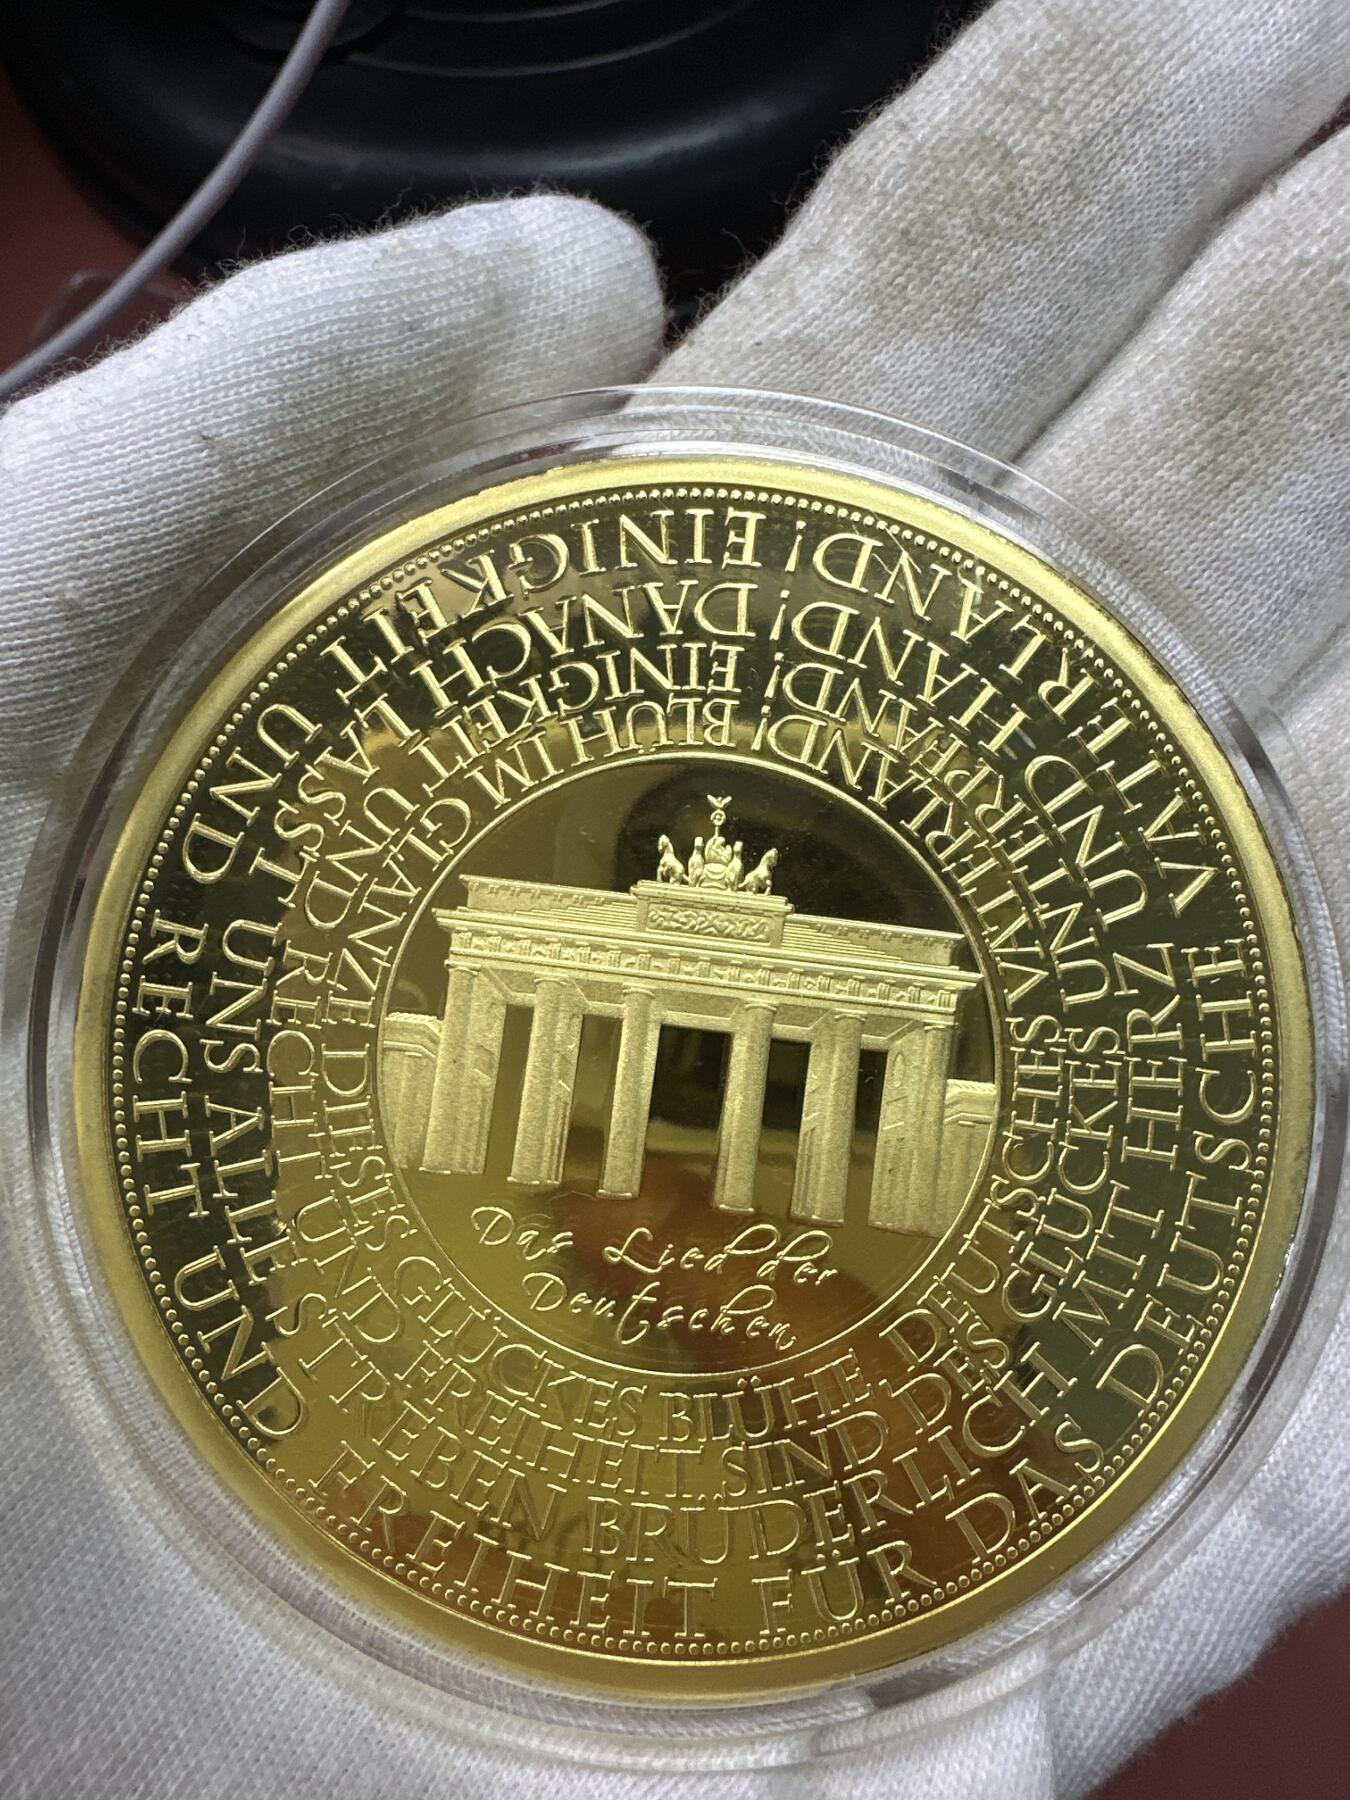 EINIGKEIT UND RECHT UND FREIHEIT FÜR DAS DEUTSCHE VATERLAND!
DANACH LASST UNS ALLE STREBEN BRÜDERLICH MIT HERZ UND HAND!
EINIGKEIT UND RECHT UND FREIHEIT SIND DES GLÜCKES UNTERPFAND!
BLÜH IM GLANZE DIESES GLÜCKES BLÜHE, DEUTSCHES VATERLAND!
Das Lied der
Deutschen